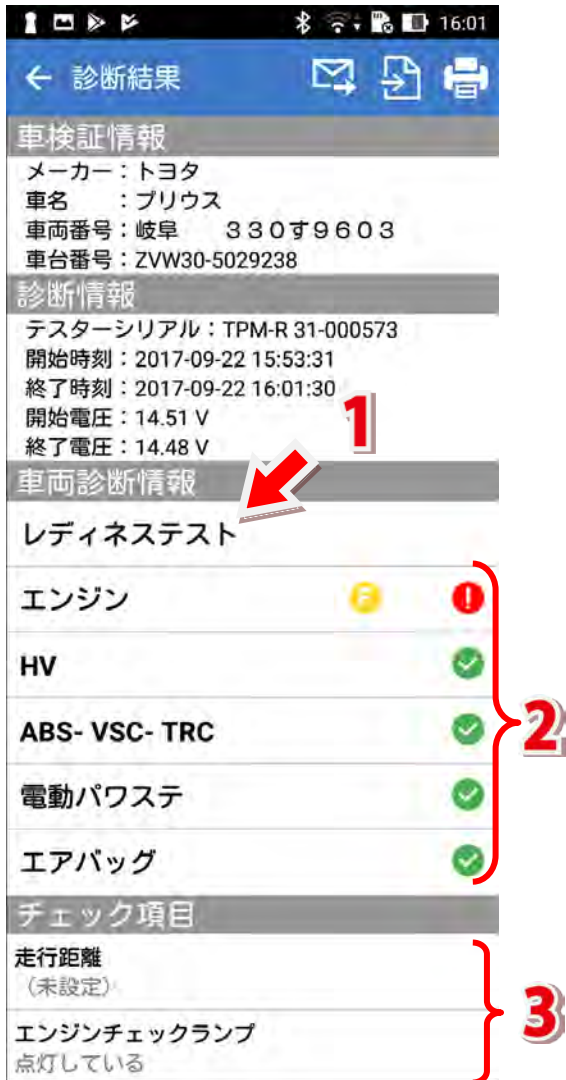 16:01
診断結果
車検証情報
メーカー：トヨタ
車名　　：プリウス
車両番号：岐阜　　３３０す９６０３
車台番号：ZVW30-5029238
診断情報
テスターシリアル：TPM-R 31-000573
開始時刻：2017-09-22 15:53:31
終了時刻：2017-09-22 16:01:30
開始電圧：14.51 V
終了電圧：14.48 V
1
車両診断情報
レディネステスト
エンジン F !
HV
ABS- VSC- TRC
2
電動パワステ
エアバッグ
チェック項目
走行距離
（未設定）
3
エンジンチェックランプ
点灯している